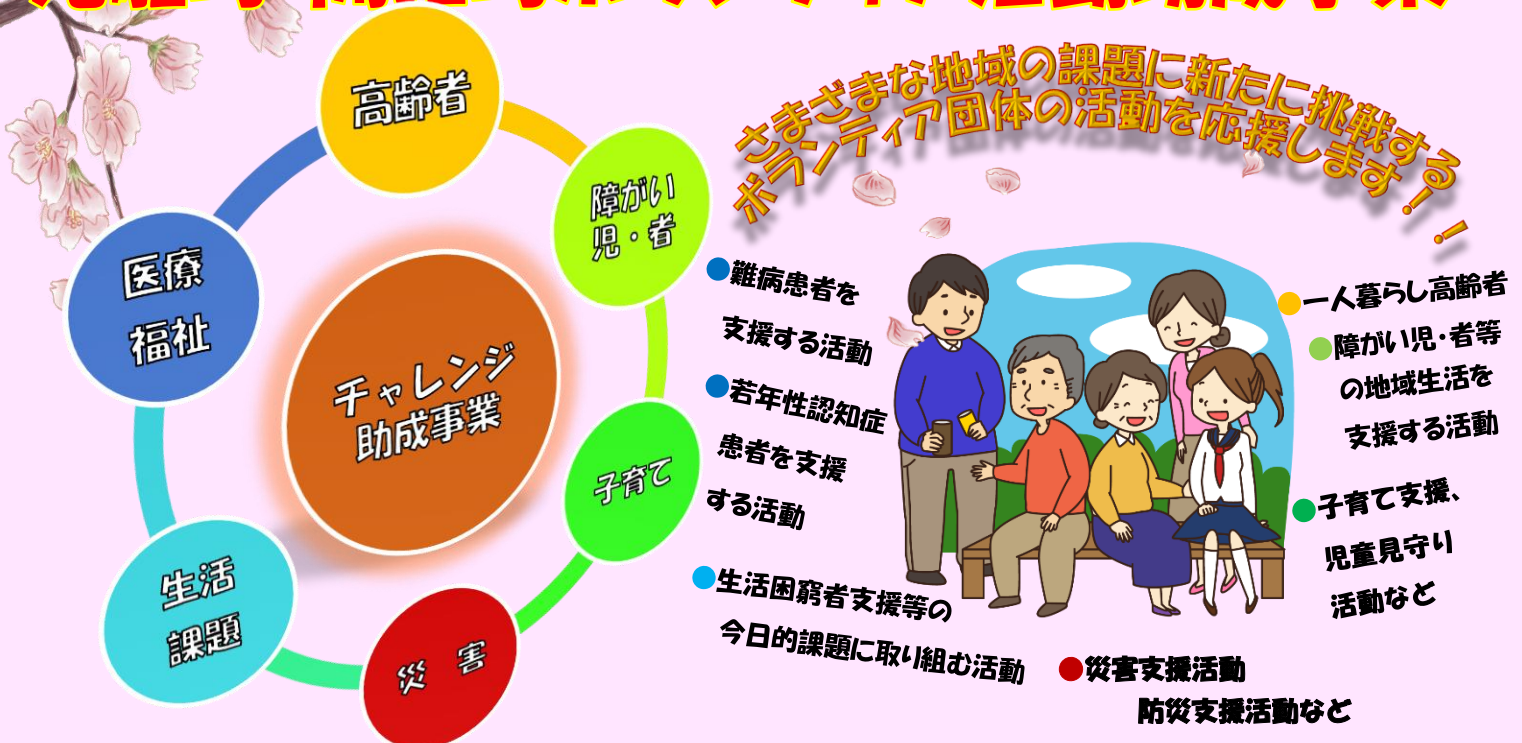 高齢者
障がい
児・者
医療
福祉
チャレンジ
助成事業
子育て
生活
課題
災 害
さまざまな地域の課題に新たに挑戦する
ボランティア団体の活動を応援します！！
●難病患者を
支援する活動
●若年性認知症
患者を支援
する活動
●生活困窮者支援等の
今日的課題に取り組む活動
●一人暮らし高齢者
●障がい児・者等
の地域生活を
支援する活動
●子育て支援、
児童見守り
活動など
●災害支援活動
防災支援活動など